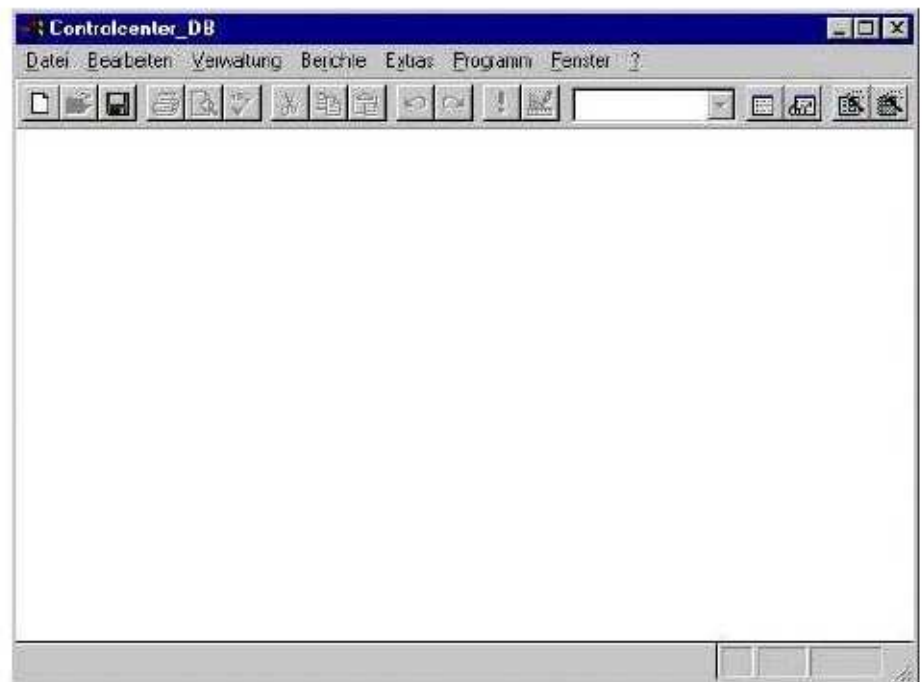 Controlcenter_DB
Datei Bearbeiten Verwaltung Berichte Extras Programm Fenster ?